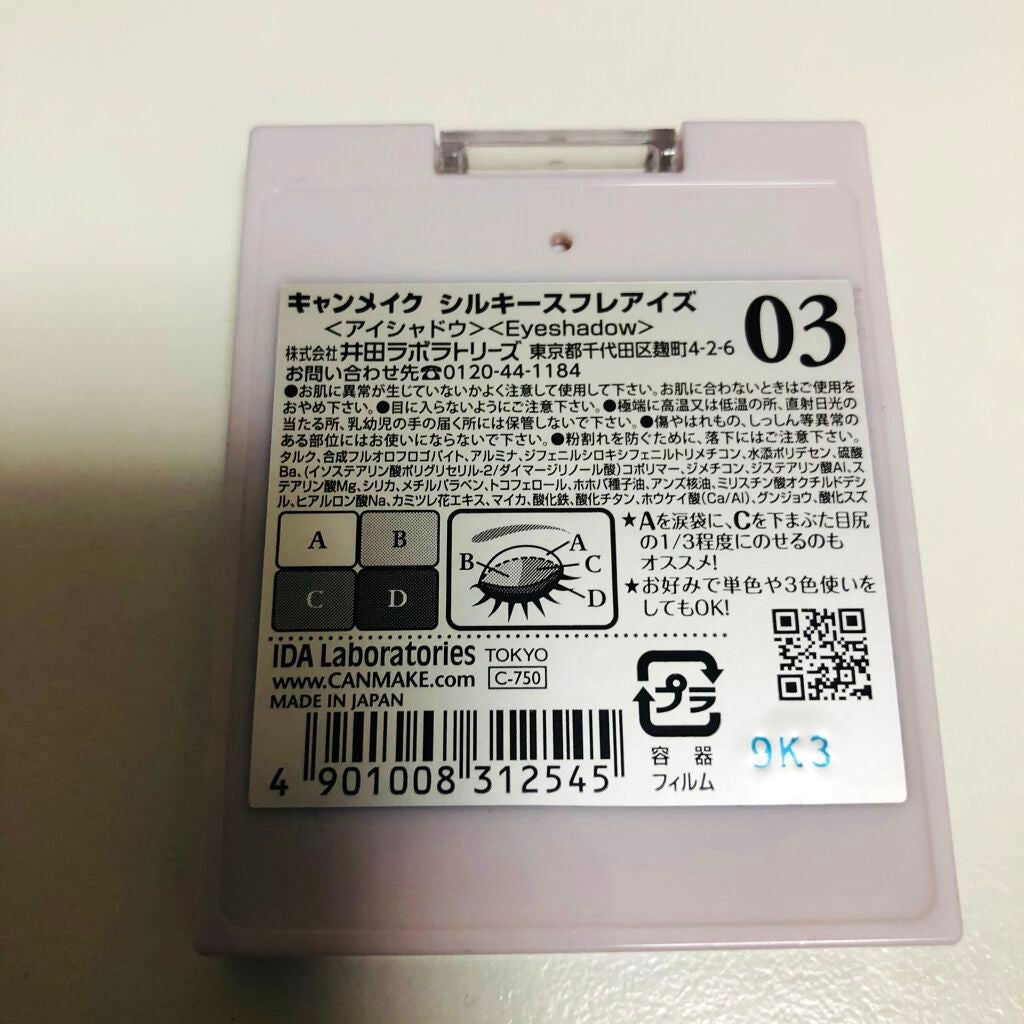 キャンメイク シルキースフレアイズ
<アイシャドウ><Eyeshadow>
03
株式会社 井田ラボラトリーズ 東京都千代田区麹町4-2-6
お問い合わせ先☎0120-44-1184
●お肌に異常が生じていないかよく注意して使用して下さい。お肌に合わないときはご使用を
おやめ下さい。●目に入らないようにご注意下さい。●極端に高温又は低温の所、直射日光の
当たる所、乳幼児の手の届く所には保管しないで下さい。●傷やはれもの、しっしん等異常の
ある部位にはお使いにならないで下さい。●粉割れを防ぐために、落下にはご注意下さい。
タルク、合成フルオロフロゴパイト、アルミナ、ジフェニルシロキシフェニルトリメチコン、水添ポリデセン、硫酸
Ba、(イソステアリン酸ポリグリセリル-2/ダイマージリノール酸)コポリマー、ジメチコン、ジステアリン酸Al、ス
テアリン酸Mg、シリカ、メチルパラベン、トコフェロール、ホホバ種子油、アンズ核油、ミリスチン酸オクチルドデシ
ル、ヒアルロン酸Na、カミツレ花エキス、マイカ、酸化鉄、酸化チタン、ホウケイ酸(Ca/Al)、グンジョウ、酸化スズ
A B
C D
A
B C
D
★Aを涙袋に、Cを下まぶた目尻
の1/3程度にのせるのも
オススメ!
★お好みで単色や3色使いを
してもOK!
IDA Laboratories TOKYO
www.CANMAKE.com C-750
MADE IN JAPAN
4 901008 312545
プラ
容 器
フィルム
9K3